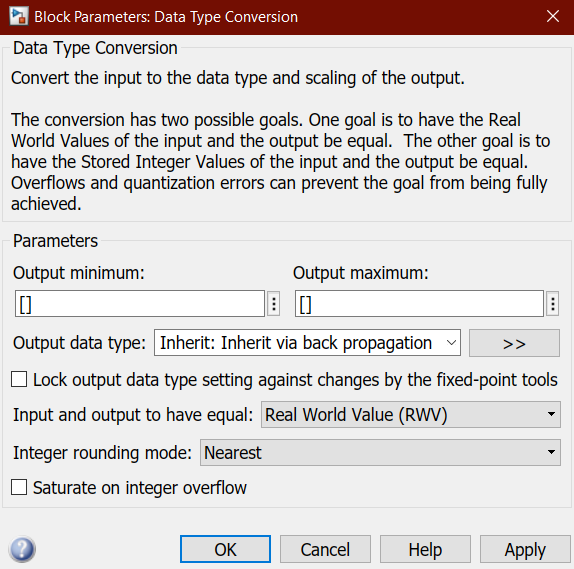 Block Parameters: Data Type Conversion
Data Type Conversion
Convert the input to the data type and scaling of the output.
The conversion has two possible goals. One goal is to have the Real
World Values of the input and the output be equal.  The other goal is to
have the Stored Integer Values of the input and the output be equal.
Overflows and quantization errors can prevent the goal from being fully
achieved.
Parameters
Output minimum: Output maximum:
[] []
Output data type: Inherit: Inherit via back propagation >>
Lock output data type setting against changes by the fixed-point tools
Input and output to have equal: Real World Value (RWV)
Integer rounding mode: Nearest
Saturate on integer overflow
? OK Cancel Help Apply